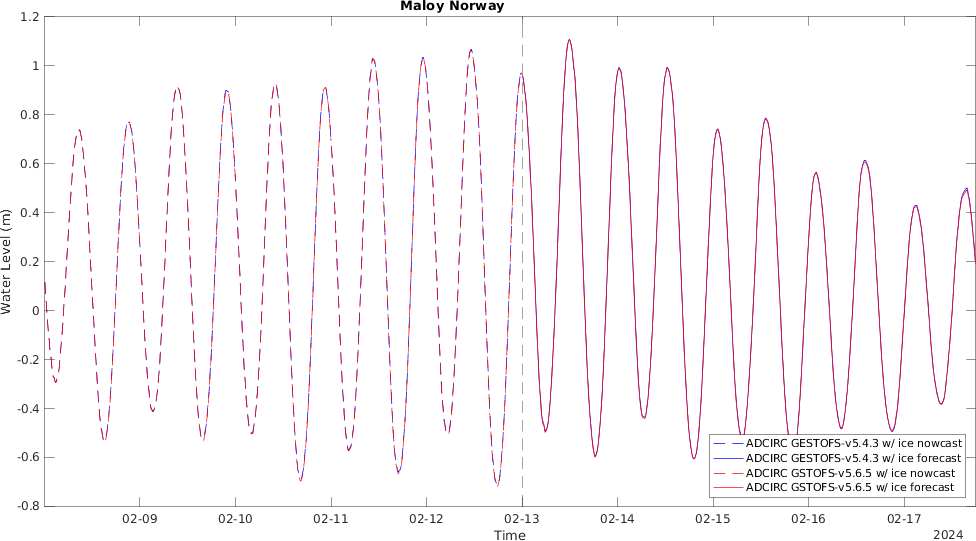 Maloy Norway
1.2
1
0.8
0.6
0.4
0.2
0
-0.2
-0.4
-0.6
-0.8
Water Level (m)
02-09 02-10 02-11 02-12 02-13 02-14 02-15 02-16 02-17
Time
2024
ADCIRC GESTOFS-v5.4.3 w/ ice nowcast
ADCIRC GESTOFS-v5.4.3 w/ ice forecast
ADCIRC GSTOFS-v5.6.5 w/ ice nowcast
ADCIRC GSTOFS-v5.6.5 w/ ice forecast